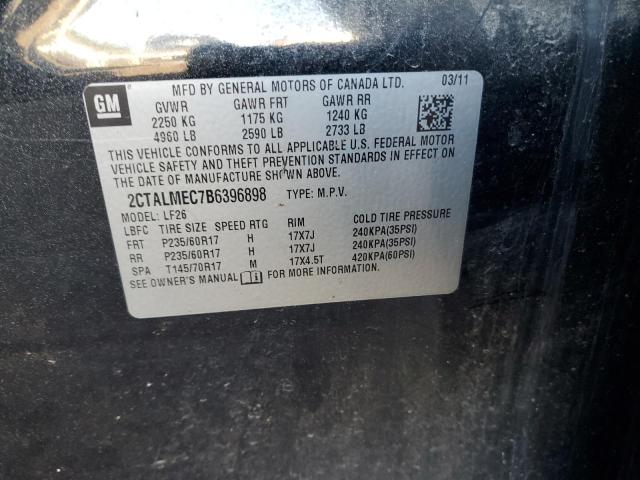 GM
MFD BY GENERAL MOTORS OF CANADA LTD. 03/11
GVWR GAWR FRT GAWR RR
2250 KG 1175 KG 1240 KG
4960 LB 2590 LB 2733 LB
THIS VEHICLE CONFORMS TO ALL APPLICABLE U.S. FEDERAL MOTOR
VEHICLE SAFETY AND THEFT PREVENTION STANDARDS IN EFFECT ON
THE DATE OF MANUFACTURE SHOWN ABOVE.
2CTALMEC7B6396898 TYPE: M.P.V.
MODEL: LF26
LBFC TIRE SIZE SPEED RTG RIM COLD TIRE PRESSURE
FRT P235/60R17 H 17X7J 240KPA(35PSI)
RR P235/60R17 H 17X7J 240KPA(35PSI)
SPA T145/70R17 M 17X4.5T 420KPA(60PSI)
SEE OWNER'S MANUAL FOR MORE INFORMATION.